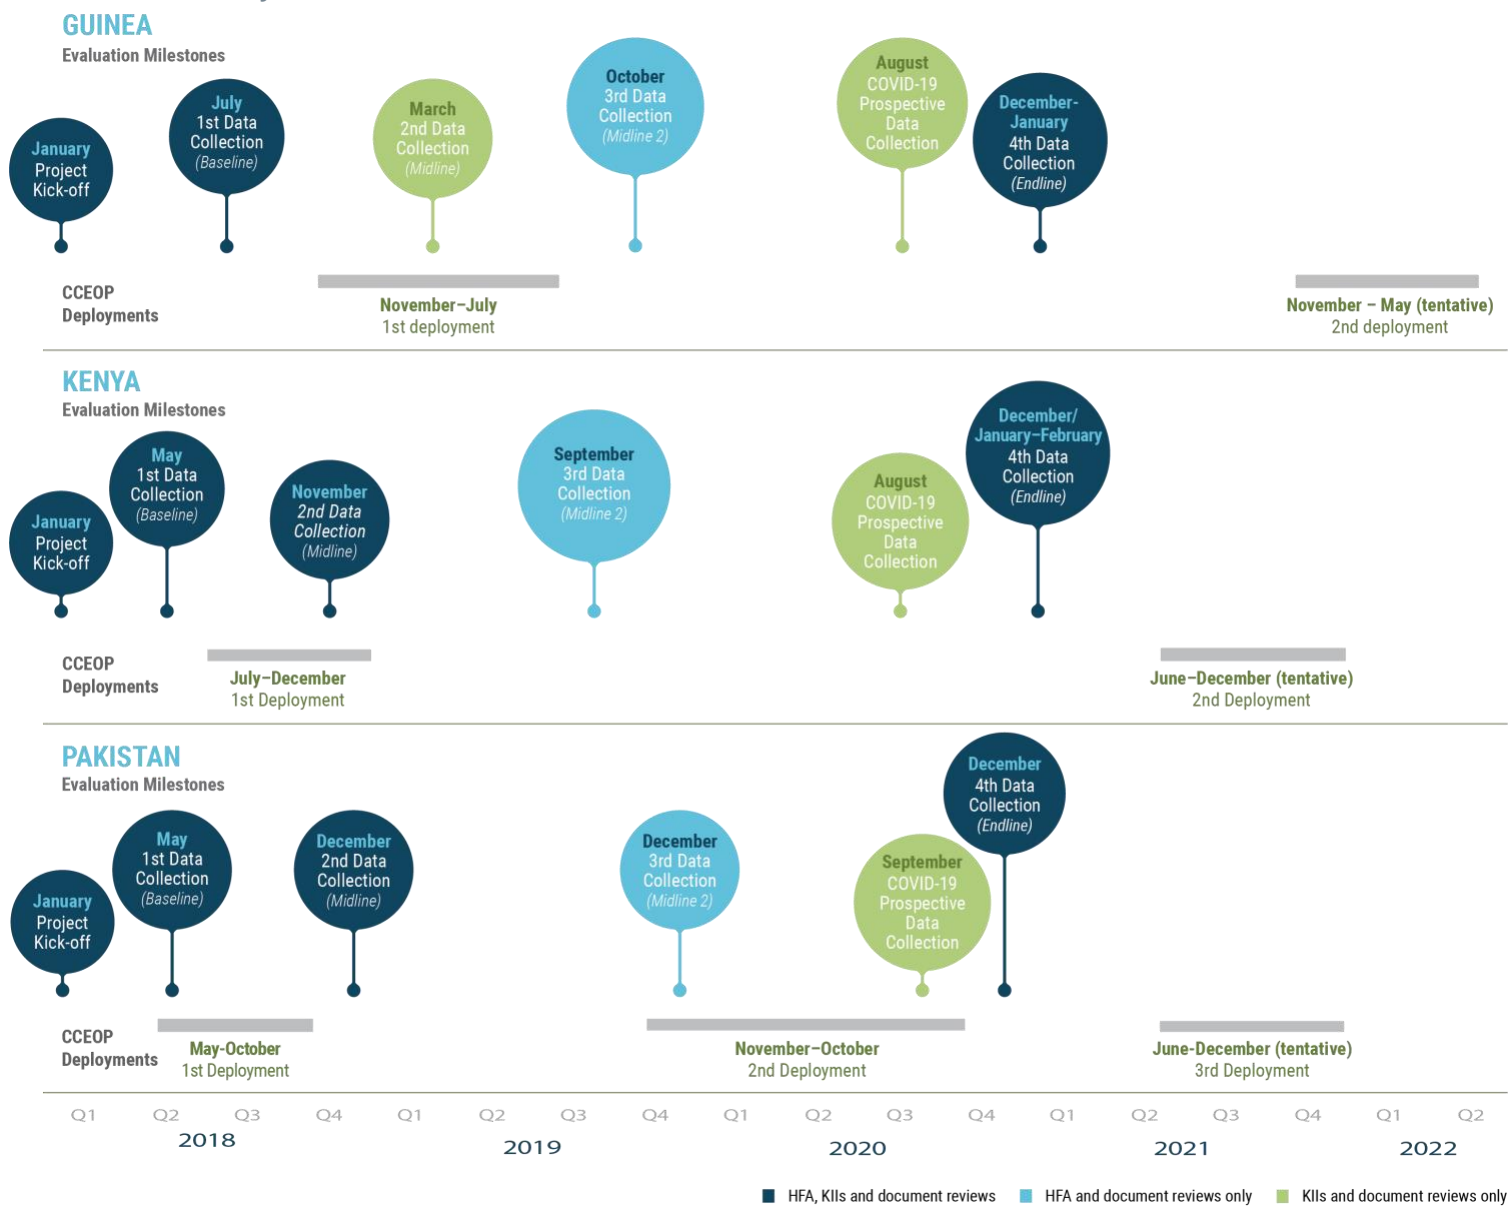 GUINEA
Evaluation Milestones
January
Project
Kick-off
July
1st Data
Collection
(Baseline)
March
2nd Data
Collection
(Midline)
October
3rd Data
Collection
(Midline 2)
August
COVID-19
Prospective
Data
Collection
December-
January
4th Data
Collection
(Endline)
CCEOP
Deployments
November–July
1st deployment
November – May (tentative)
2nd deployment
KENYA
Evaluation Milestones
January
Project
Kick-off
May
1st Data
Collection
(Baseline)
November
2nd Data
Collection
(Midline)
September
3rd Data
Collection
(Midline 2)
August
COVID-19
Prospective
Data
Collection
December/
January–February
4th Data
Collection
(Endline)
CCEOP
Deployments
July–December
1st Deployment
June–December (tentative)
2nd Deployment
PAKISTAN
Evaluation Milestones
January
Project
Kick-off
May
1st Data
Collection
(Baseline)
December
2nd Data
Collection
(Midline)
December
3rd Data
Collection
(Midline 2)
September
COVID-19
Prospective
Data
Collection
December
4th Data
Collection
(Endline)
CCEOP
Deployments
May-October
1st Deployment
November–October
2nd Deployment
June-December (tentative)
3rd Deployment
Q1 Q2 Q3 Q4 Q1 Q2 Q3 Q4 Q1 Q2 Q3 Q4 Q1 Q2 Q3 Q4 Q1 Q2
2018 2019 2020 2021 2022
HFA, KIIs and document reviews
HFA and document reviews only
KIIs and document reviews only